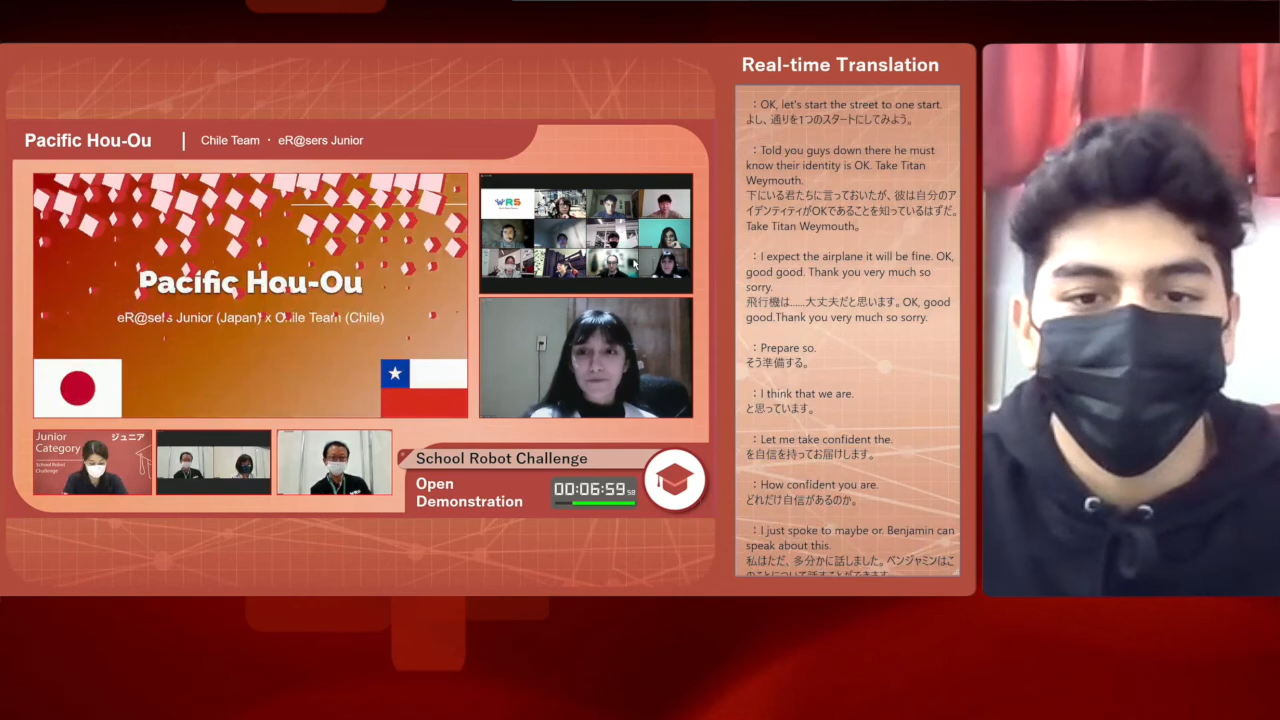 Pacific Hou-Ou
Chile Team ・ eR@sers Junior
Pacific Hou-Ou
eR@sers Junior (Japan) x Chile Team (Chile)
WRS
Junior
Category
ジュニア
School Robot
Challenge
School Robot Challenge
Open
Demonstration
00:06:59 58
Real-time Translation
：OK, let's start the street to one start.
よし、通りを1つのスタートにしてみよう。
：Told you guys down there he must
know their identity is OK. Take Titan
Weymouth.
下にいる君たちに言っておいたが、彼は自分のア
イデンティティがOKであることを知っているはずだ。
Take Titan Weymouth。
：I expect the airplane it will be fine. OK,
good good. Thank you very much so
sorry.
飛行機は......大丈夫だと思います。OK, good
good.Thank you very much so sorry.
：Prepare so.
そう準備する。
：I think that we are.
と思っています。
：Let me take confident the.
を自信を持ってお届けします。
：How confident you are.
どれだけ自信があるのか。
：I just spoke to maybe or. Benjamin can
speak about this.
私はただ、多分かに話しました。ベンジャミンはこ
のことについて話すことができます。